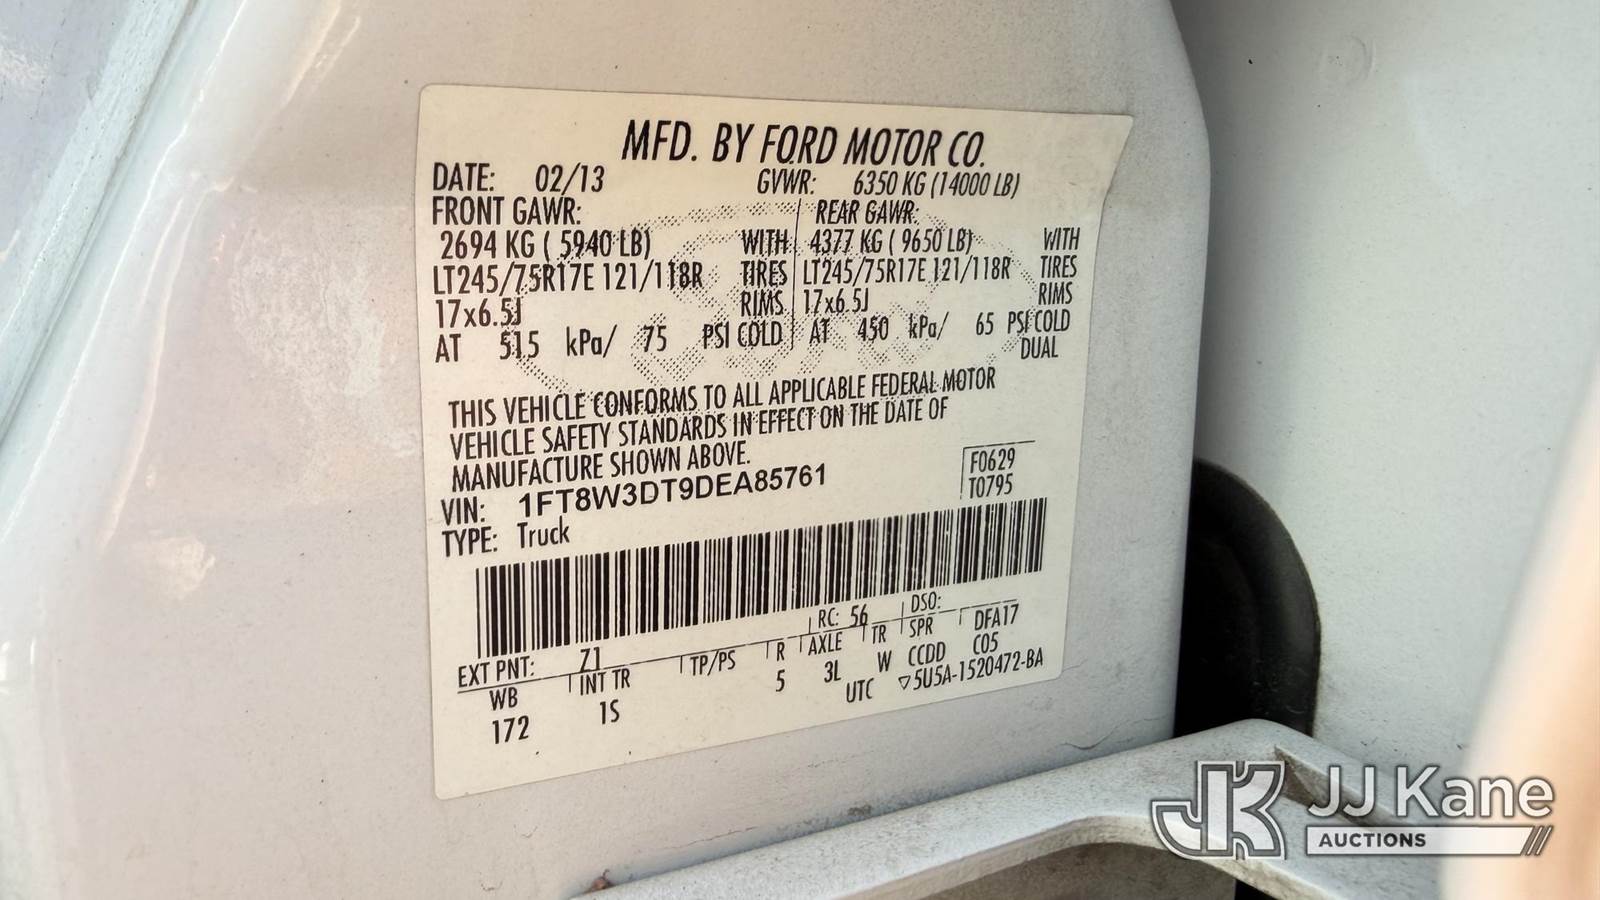 MFD. BY FORD MOTOR CO.
DATE: 02/13 GVWR: 6350 KG (14000 LB)
FRONT GAWR: REAR GAWR:
2694 KG ( 5940 LB) WITH 4377 KG ( 9650 LB) WITH
LT245/75R17E 121/118R TIRES LT245/75R17E 121/118R TIRES
17x6.5J RIMS 17x6.5J RIMS
AT 515 kPa/ 75 PSI COLD AT 450 kPa/ 65 PSI COLD
DUAL
THIS VEHICLE CONFORMS TO ALL APPLICABLE FEDERAL MOTOR
VEHICLE SAFETY STANDARDS IN EFFECT ON THE DATE OF
MANUFACTURE SHOWN ABOVE.
F0629
T0795
VIN: 1FT8W3DT9DEA85761
TYPE: Truck
EXT PNT: Z1 RC: 56 DSO:
WB INT TR TP/PS R AXLE TR SPR DFA17
172 1S 5 3L W CCDD C05
UTC ▽5U5A-1520472-BA
JK JJ Kane
AUCTIONS